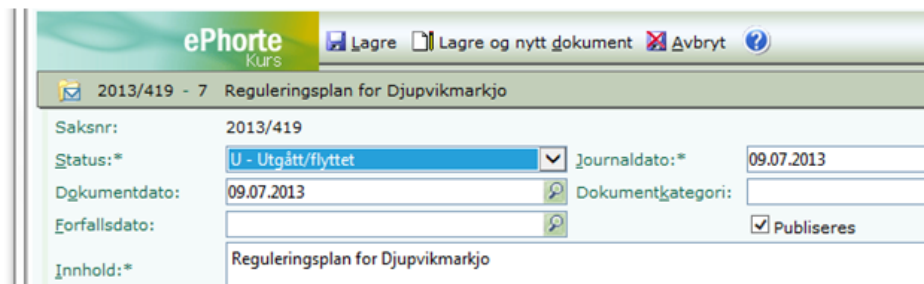 ePhorte
Kurs
Lagre Lagre og nytt dokument Avbryt ?
2013/419 - 7 Reguleringsplan for Djupvikmarkjo
Saksnr: 2013/419
Status:* U - Utgått/flyttet Journaldato:* 09.07.2013
Dokumentdato: 09.07.2013 Dokumentkategori:
Forfallsdato: Publiseres
Innhold:* Reguleringsplan for Djupvikmarkjo